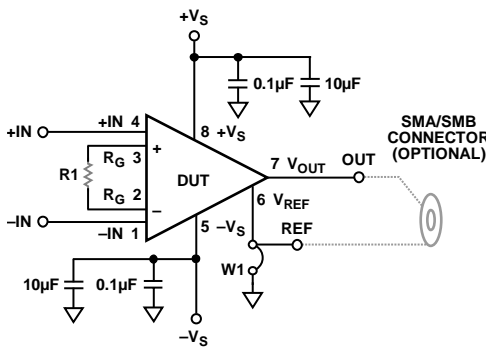 +VS
0.1µF
10µF
+IN
+IN 4
8 +VS
SMA/SMB
CONNECTOR
(OPTIONAL)
RG 3
+
7 VOUT
OUT
R1
DUT
RG 2
–
6 VREF
–IN
–IN 1
5
–VS
REF
10µF
0.1µF
W1
–VS